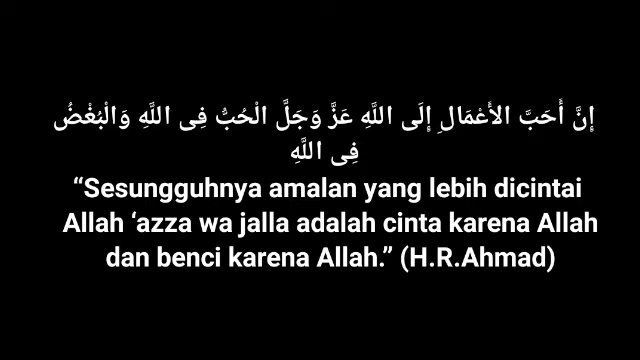 إِنَّ أَحَبَّ الأَعْمَالِ إِلَى اللَّهِ عَزَّ وَجَلَّ الْحُبُّ فِى اللَّهِ وَالْبُغْضُ
فِى اللَّهِ
“Sesungguhnya amalan yang lebih dicintai
Allah ‘azza wa jalla adalah cinta karena Allah
dan benci karena Allah.” (H.R.Ahmad)